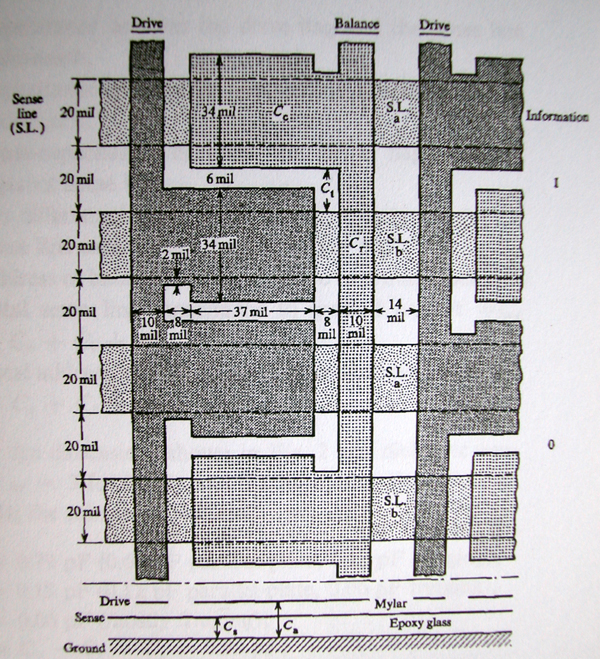 Drive Balance Drive
Sense
line
(S.L.)
20 mil
34 mil
C_c
S.L.
a
Information
20 mil
6 mil
C_t
1
20 mil
34 mil
2 mil
C_r
S.L.
b
20 mil
10
mil
8
mil
37 mil
8
mil
10
mil
14
mil
20 mil
S.L.
a
20 mil
0
20 mil
S.L.
b
Drive
Mylar
Sense
C_s
C_a
Epoxy glass
Ground